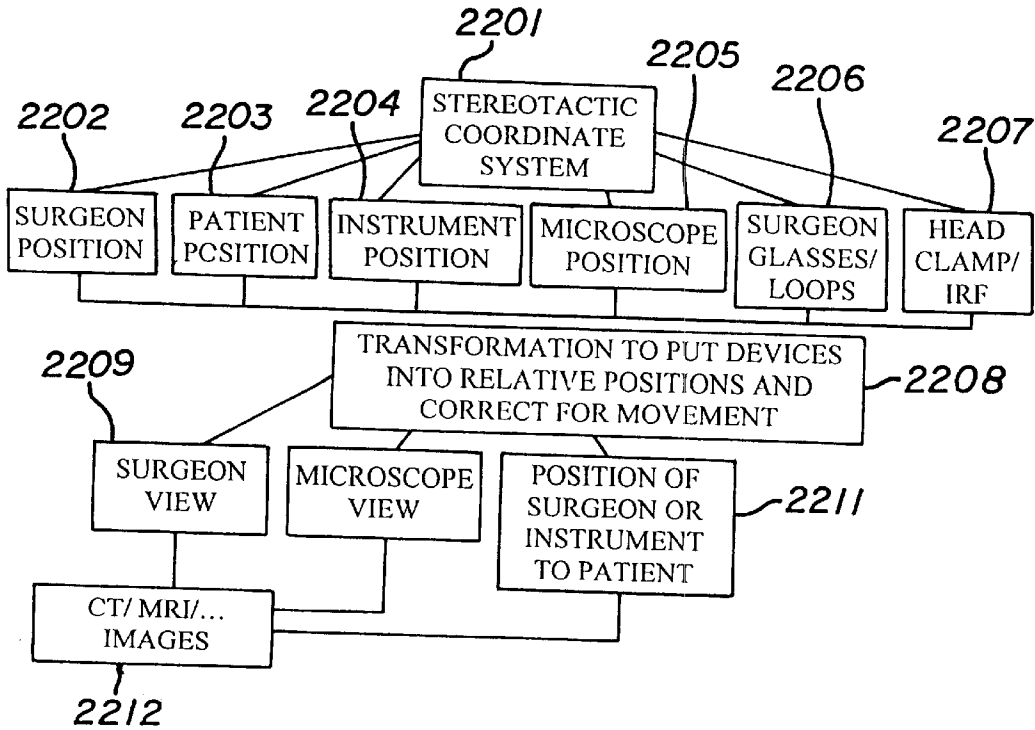 2201
2205
2206
2207
2202
2203
2204
STEREOTACTIC
COORDINATE
SYSTEM
SURGEON
POSITION
PATIENT
PCSITION
INSTRUMENT
POSITION
MICROSCOPE
POSITION
SURGEON
GLASSES/
LOOPS
HEAD
CLAMP/
IRF
TRANSFORMATION TO PUT DEVICES
INTO RELATIVE POSITIONS AND
CORRECT FOR MOVEMENT
2208
2209
SURGEON
VIEW
MICROSCOPE
VIEW
POSITION OF
SURGEON OR
INSTRUMENT
TO PATIENT
2211
CT/ MRI/...
IMAGES
2212